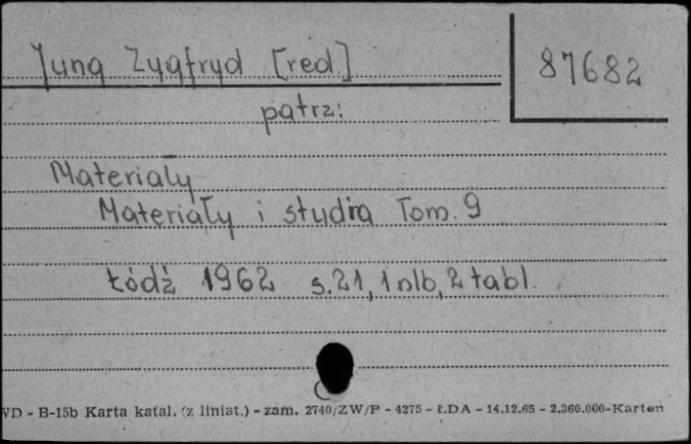 Jung Zygfryd [red.]
87682
patrz:
Materiały
Materiały i studia Tom. 9
Łódź 1962 s.21, 1 nlb, 2 tabl.
VD - B-15b Karta katal. (z liniat.) - zam. 2740/ZW/P - 4275 - ŁDA - 14.12.65 - 2.360.000-Karten